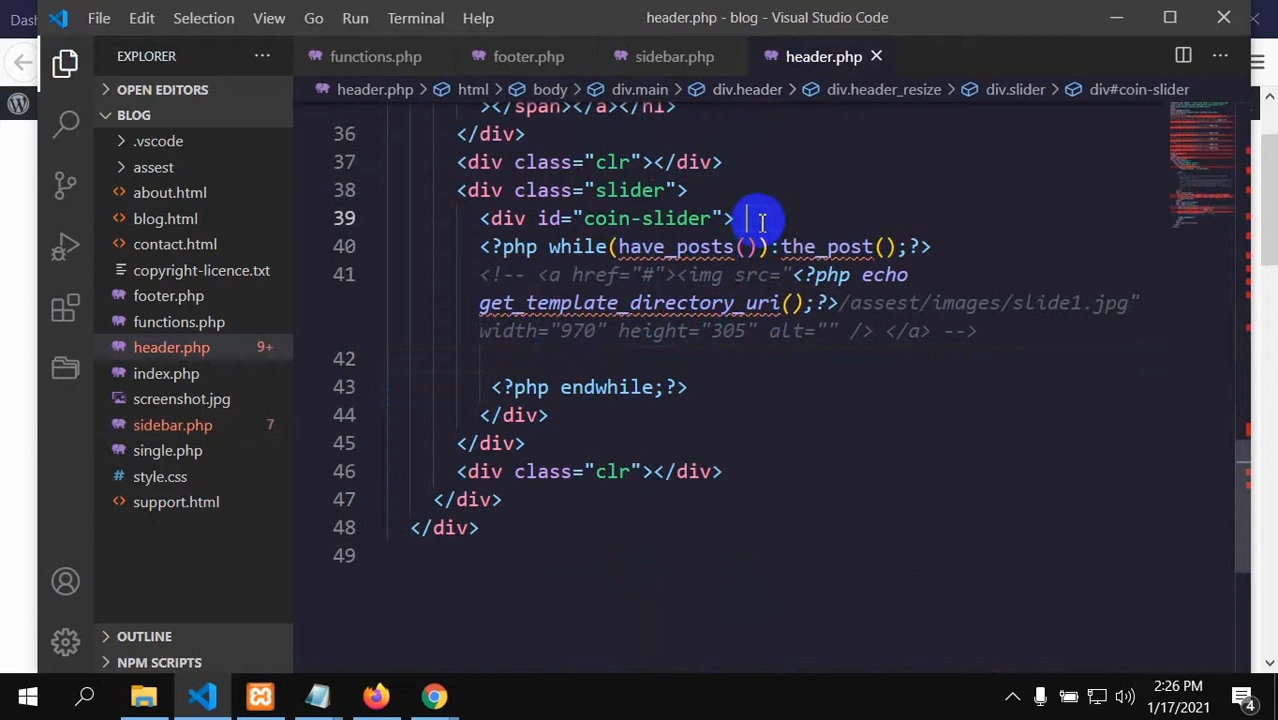 Dash
File Edit Selection View Go Run Terminal Help
header.php - blog - Visual Studio Code
EXPLORER
functions.php
footer.php
sidebar.php
header.php
header.php > html > body > div.main > div.header > div.header_resize > div.slider > div#coin-slider
OPEN EDITORS
BLOG
.vscode
assest
about.html
blog.html
contact.html
copyright-licence.txt
footer.php
functions.php
header.php 9+
index.php
screenshot.jpg
sidebar.php 7
single.php
style.css
support.html
OUTLINE
NPM SCRIPTS
></span></a></h1>
36 </div>
37 <div class="clr"></div>
38 <div class="slider">
39 <div id="coin-slider">
40 <?php while(have_posts()):the_post();?>
41 <!-- <a href="#"><img src="<?php echo
get_template_directory_uri();?>/assest/images/slide1.jpg"
width="970" height="305" alt="" /> </a> -->
42
43 <?php endwhile;?>
44 </div>
45 </div>
46 <div class="clr"></div>
47 </div>
48 </div>
49
2:26 PM
1/17/2021
4